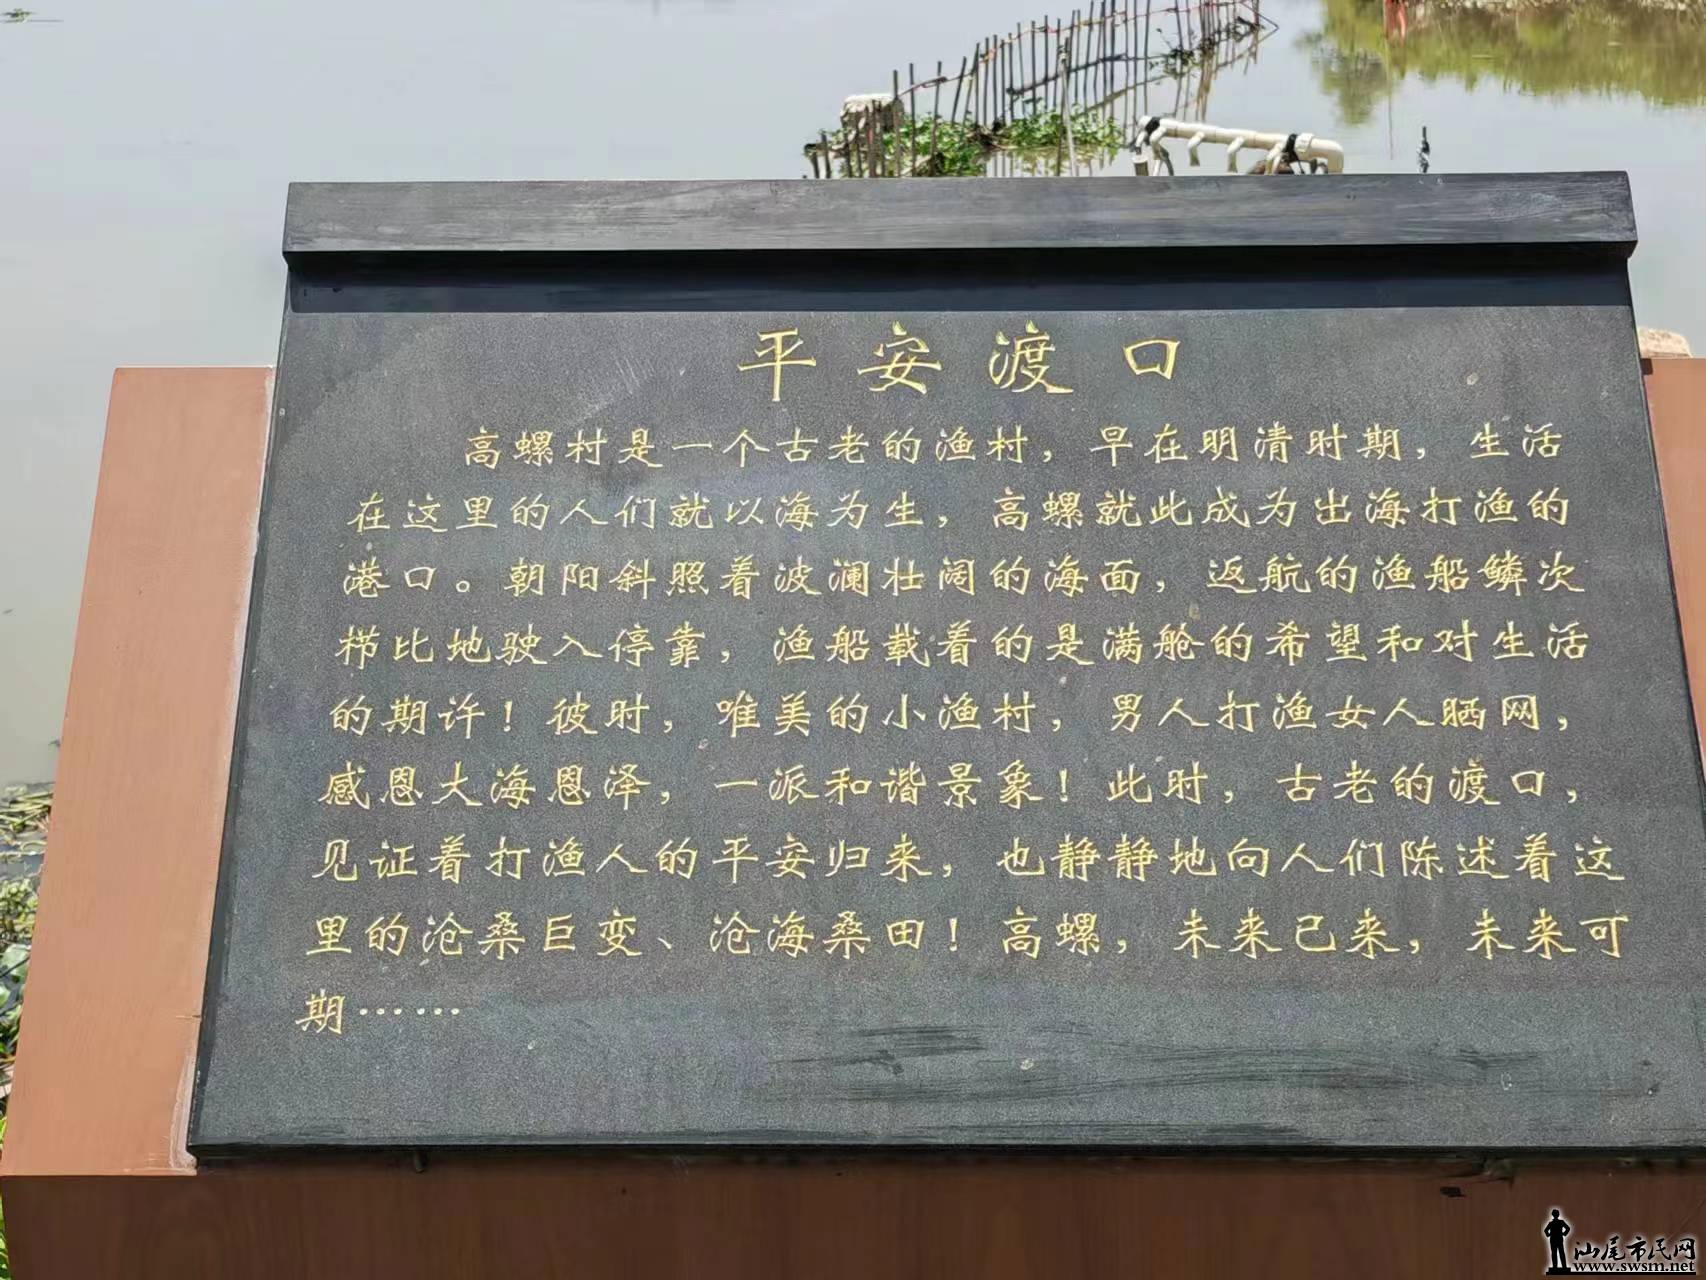 平安渡口
高螺村是一个古老的渔村，早在明清时期，生活
在这里的人们就以海为生，高螺就此成为出海打渔的
港口。朝阳斜照着波澜壮阔的海面，返航的渔船鳞次
栉比地驶入停靠，渔船载着的是满舱的希望和对生活
的期许！彼时，唯美的小渔村，男人打渔女人晒网，
感恩大海恩泽，一派和谐景象！此时，古老的渡口，
见证着打渔人的平安归来，也静静地向人们陈述着这
里的沧桑巨变、沧海桑田！高螺，未来已来，未来可
期……
汕尾市民网
www.swsm.net